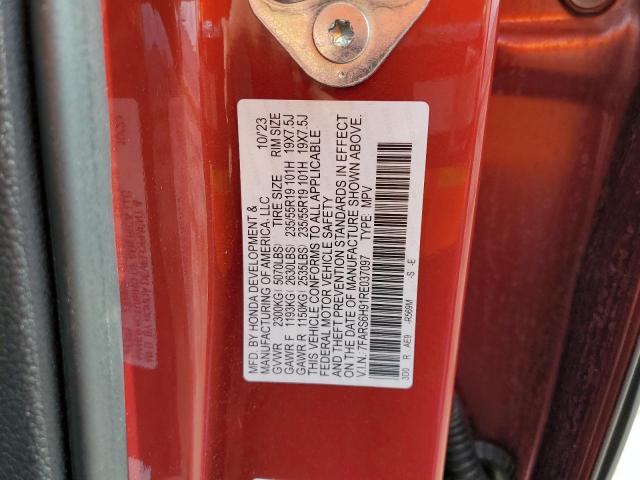 MFD. BY HONDA DEVELOPMENT &
MANUFACTURING OF AMERICA, LLC 10/'23
GVWR 2300KG( 5070LBS) TIRE SIZE RIM SIZE
GAWR F 1193KG( 2630LBS) 235/55R19 101H 19X7.5J
GAWR R 1150KG( 2535LBS) 235/55R19 101H 19X7.5J
THIS VEHICLE CONFORMS TO ALL APPLICABLE
FEDERAL MOTOR VEHICLE SAFETY
AND THEFT PREVENTION STANDARDS IN EFFECT
ON THE DATE OF MANUFACTURE SHOWN ABOVE.
V.I.N. 7FARS6H91RE037097 TYPE: MPV
3D0 R AE9 -R569M -S -E